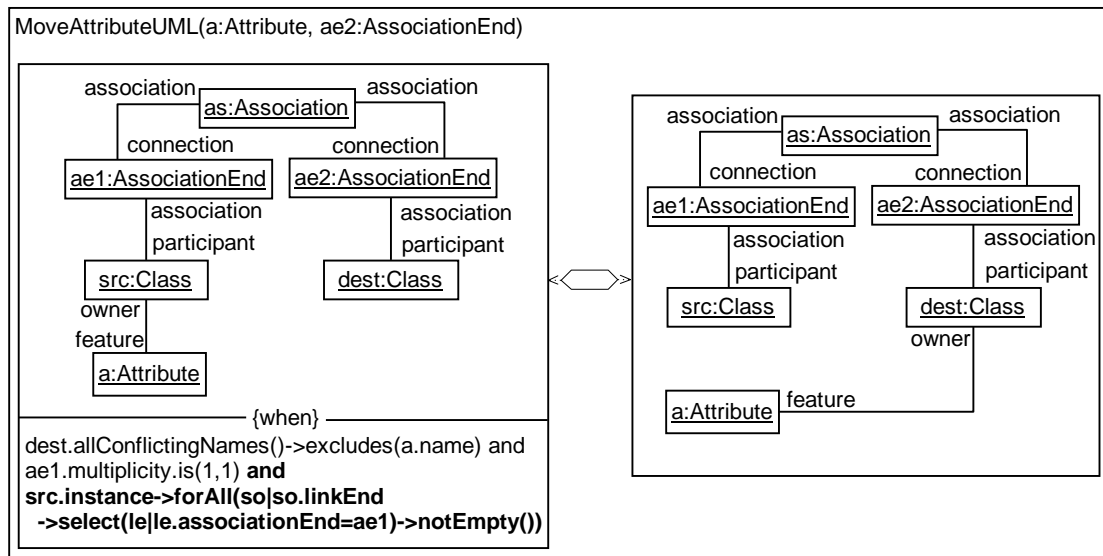 MoveAttributeUML(a:Attribute, ae2:AssociationEnd)
association
association
as:Association
connection
connection
ae1:AssociationEnd
ae2:AssociationEnd
association
association
participant
participant
src:Class
dest:Class
owner
feature
a:Attribute
{when}
dest.allConflictingNames()->excludes(a.name) and
ae1.multiplicity.is(1,1) and
src.instance->forAll(so|so.linkEnd
->select(le|le.associationEnd=ae1)->notEmpty())
association
association
as:Association
connection
connection
ae1:AssociationEnd
ae2:AssociationEnd
association
association
participant
participant
src:Class
dest:Class
owner
a:Attribute
feature